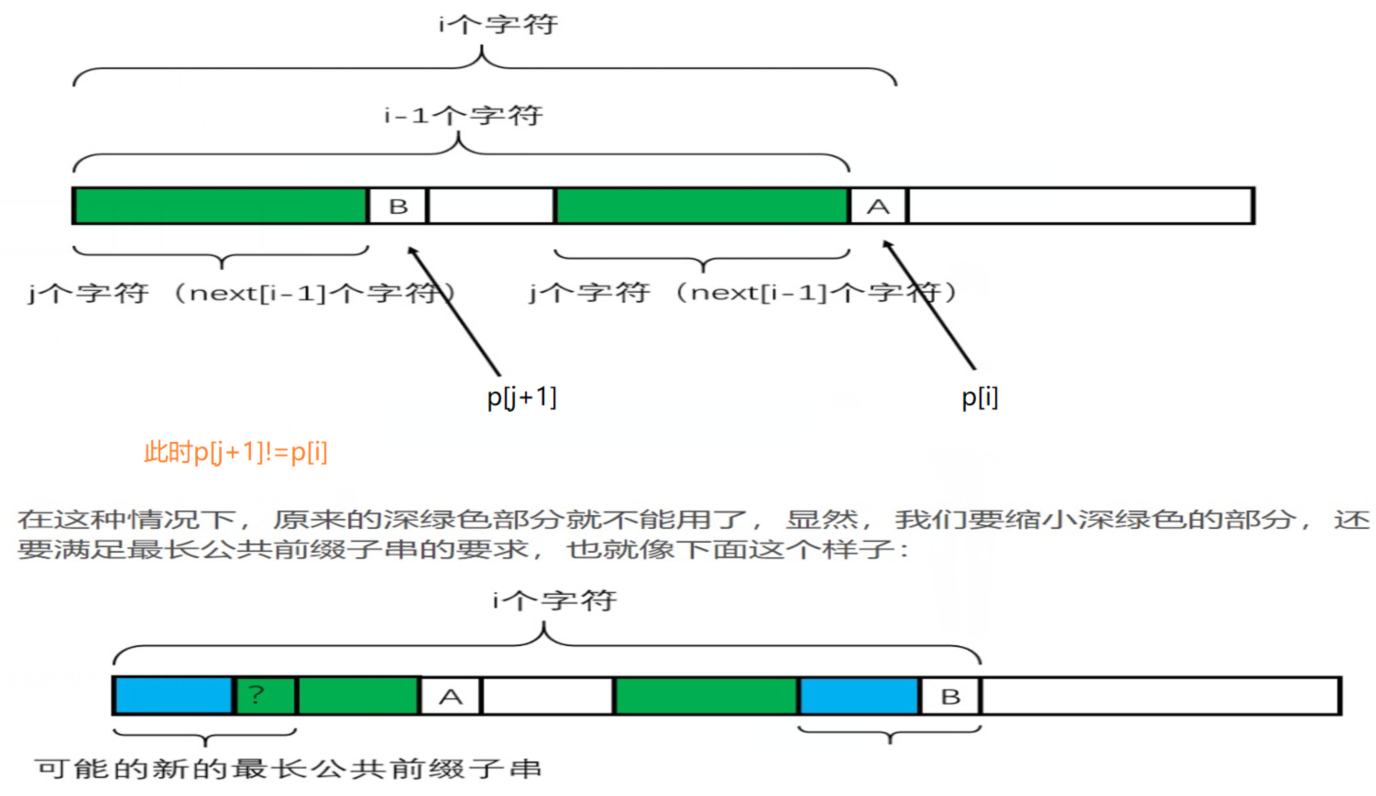 i个字符
i-1个字符
B
A
j个字符（next[i-1]个字符）
j个字符（next[i-1]个字符）
p[j+1]
p[i]
此时p[j+1]!=p[i]
在这种情况下，原来的深绿色部分就不能用了，显然，我们要缩小深绿色的部分，还
要满足最长公共前缀子串的要求，也就像下面这个样子：
i个字符
?
A
B
可能的新的最长公共前缀子串